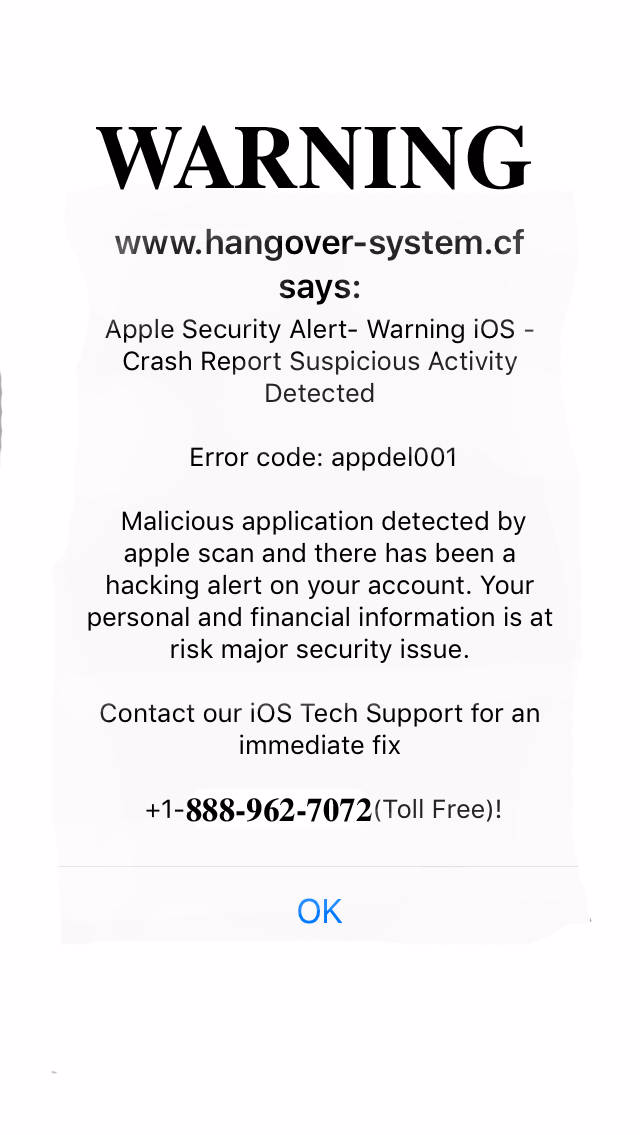 WARNING
www.hangover-system.cf
says:
Apple Security Alert- Warning iOS -
Crash Report Suspicious Activity
Detected
Error code: appdel001
Malicious application detected by
apple scan and there has been a
hacking alert on your account. Your
personal and financial information is at
risk major security issue.
Contact our iOS Tech Support for an
immediate fix
+1-888-962-7072(Toll Free)!
OK